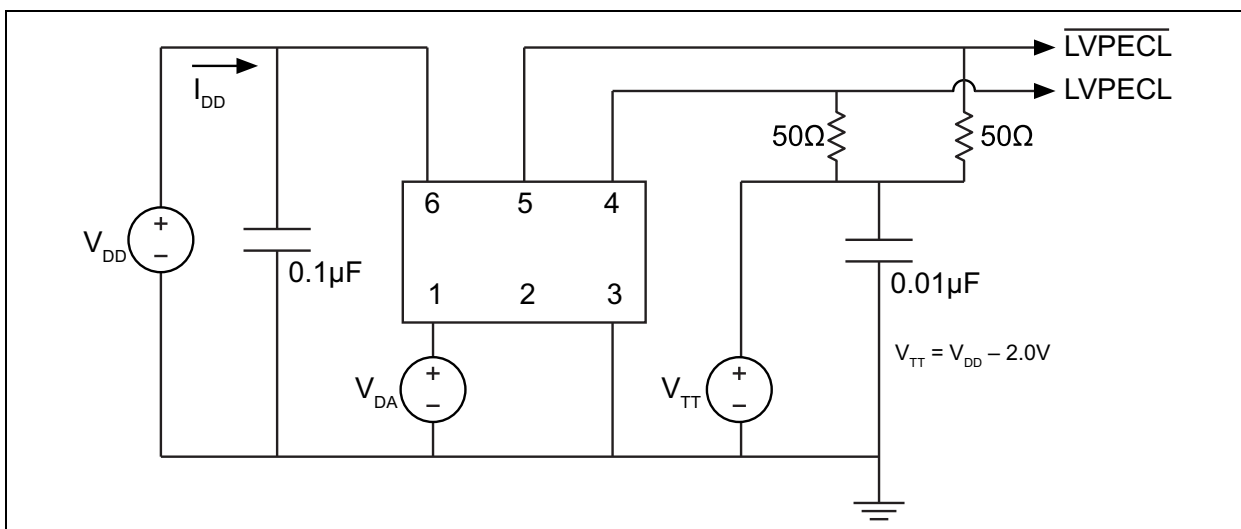 L̅V̅P̅E̅C̅L̅
I_DD
LVPECL
50Ω 50Ω
6 5 4
V_DD + −
0.1µF
1 2 3
0.01µF
V_TT = V_DD – 2.0V
V_DA + −
V_TT + −